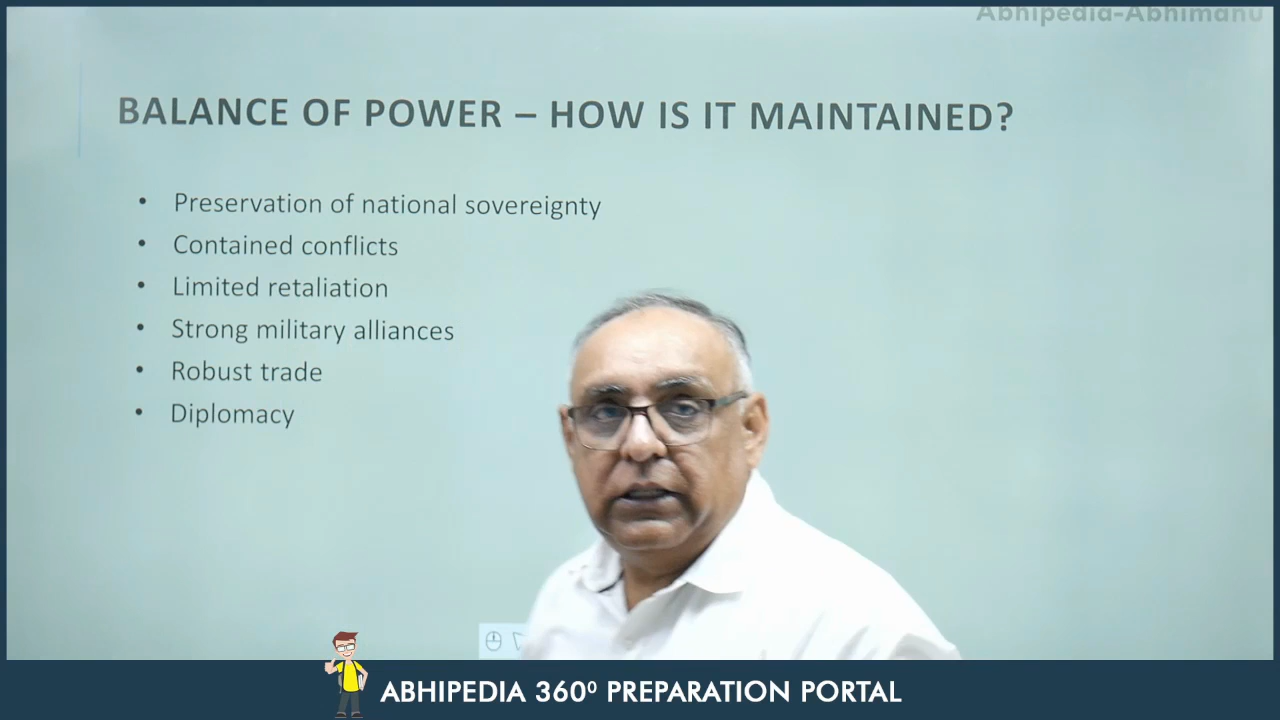 Abhipedia-Abhimanu
BALANCE OF POWER – HOW IS IT MAINTAINED?
• Preservation of national sovereignty
• Contained conflicts
• Limited retaliation
• Strong military alliances
• Robust trade
• Diplomacy
ABHIPEDIA 360⁰ PREPARATION PORTAL